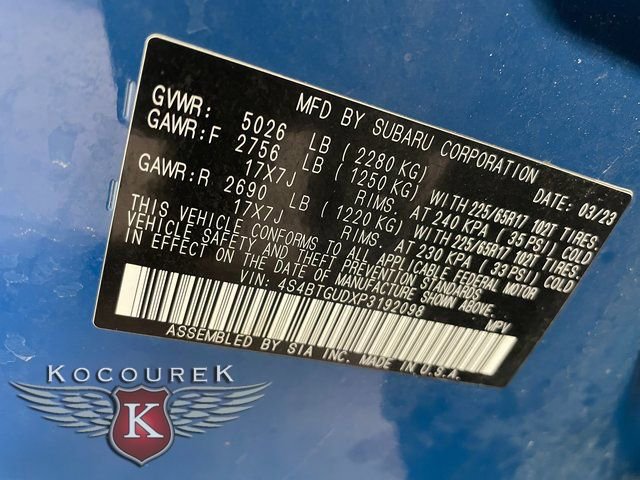 MFD BY SUBARU CORPORATION DATE: 03/23
GVWR: 5026 LB (2280 KG)
GAWR:F 2756 LB (1250 KG) WITH 225/65R17 102T TIRES,
17X7J RIMS, AT 240 KPA (35 PSI) COLD
GAWR:R 2690 LB (1220 KG) WITH 225/65R17 102T TIRES,
17X7J RIMS, AT 230 KPA (33 PSI) COLD
THIS VEHICLE CONFORMS TO ALL APPLICABLE FEDERAL MOTOR
VEHICLE SAFETY AND THEFT PREVENTION STANDARDS
IN EFFECT ON THE DATE OF MANUFACTURE SHOWN ABOVE.
VIN: 4S4BTGUDXP3192098 MPV
ASSEMBLED BY SIA INC. MADE IN U.S.A.
KOCOUREK
K